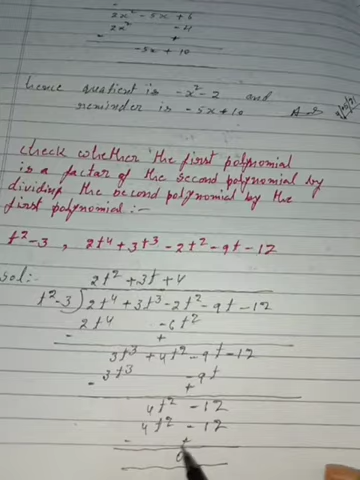 2x² - 5x + 6
2x² - 4
- +
-5x + 10
hence quotient is -x² - 2 and
reminder is -5x + 10 Ans
check whether the first polynomial
is a factor of the second polynomial by
dividing the second polynomial by the
first polynomial :-
t² - 3 , 2t⁴ + 3t³ - 2t² - 9t - 12
sol:- 2t² + 3t + 4
t² - 3 ) 2t⁴ + 3t³ - 2t² - 9t - 12
2t⁴ - 6t²
- +
3t³ + 4t² - 9t - 12
3t³ - 9t
- +
4t² - 12
4t² - 12
- +
0